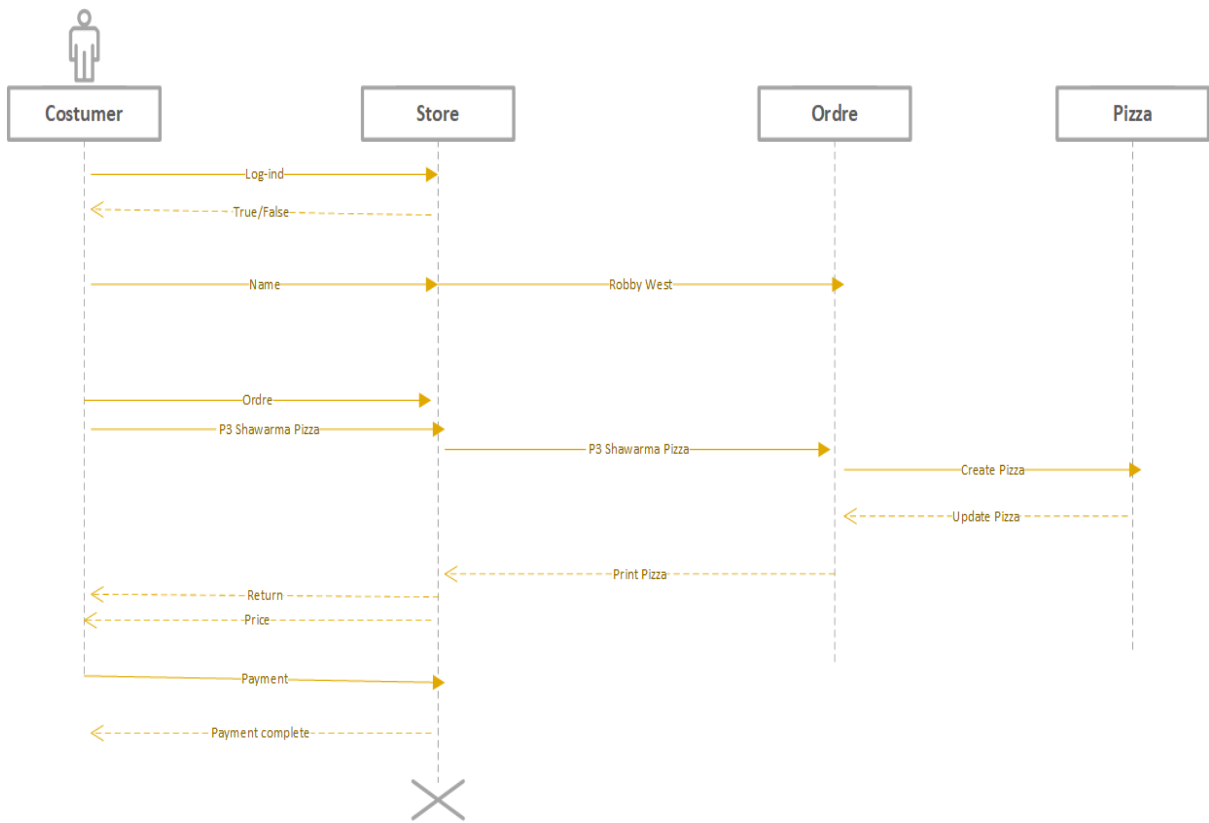 Costumer
Store
Ordre
Pizza
Log-ind
True/False
Name
Robby West
Ordre
P3 Shawarma Pizza
P3 Shawarma Pizza
Create Pizza
Update Pizza
Print Pizza
Return
Price
Payment
Payment complete